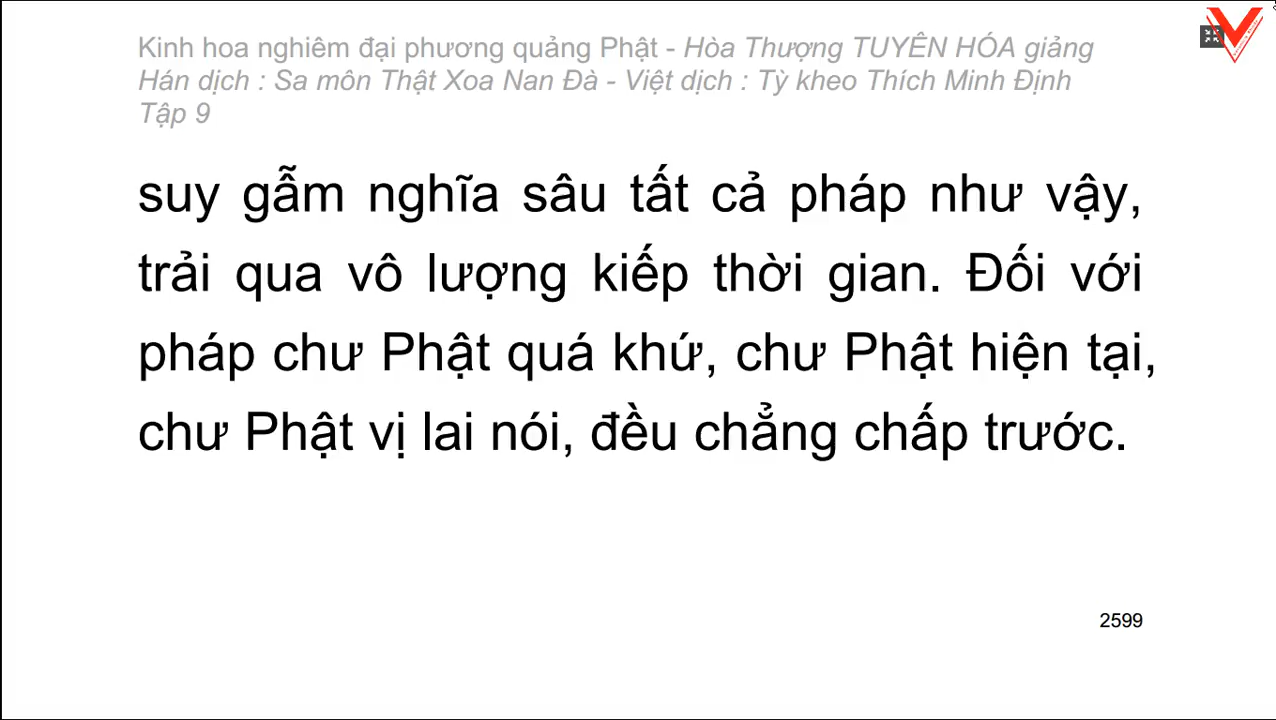 Kinh hoa nghiêm đại phương quảng Phật - Hòa Thượng TUYÊN HÓA giảng
Hán dịch : Sa môn Thật Xoa Nan Đà - Việt dịch : Tỳ kheo Thích Minh Định
Tập 9
suy gẫm nghĩa sâu tất cả pháp như vậy,
trải qua vô lượng kiếp thời gian. Đối với
pháp chư Phật quá khứ, chư Phật hiện tại,
chư Phật vị lai nói, đều chẳng chấp trước.
2599